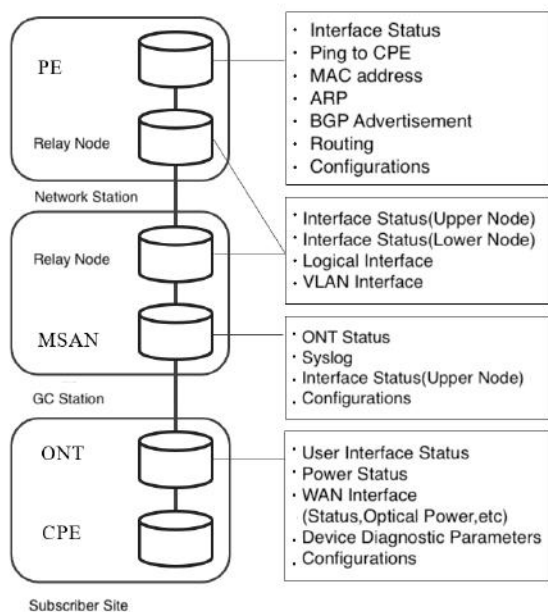 PE
Relay Node
Network Station
Relay Node
MSAN
GC Station
ONT
CPE
Subscriber Site
· Interface Status
· Ping to CPE
· MAC address
· ARP
· BGP Advertisement
· Routing
· Configurations
· Interface Status(Upper Node)
· Interface Status(Lower Node)
· Logical Interface
· VLAN Interface
· ONT Status
· Syslog
· Interface Status(Upper Node)
· Configurations
· User Interface Status
· Power Status
· WAN Interface
(Status,Optical Power,etc)
· Device Diagnostic Parameters
· Configurations